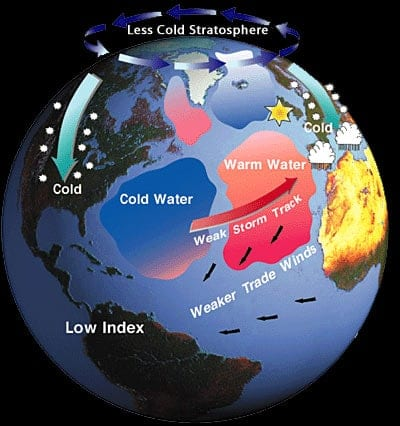 Less Cold Stratosphere
Cold
Warm Water
Cold
Cold Water
Weak Storm Track
Weaker Trade Winds
Low Index